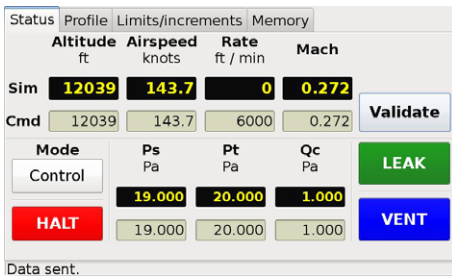 Status Profile Limits/increments Memory
Altitude Airspeed Rate Mach
ft knots ft / min
Sim 12039 143.7 0 0.272
Cmd 12039 143.7 6000 0.272 Validate
Mode Ps Pt Qc
Pa Pa Pa LEAK
Control
19.000 20.000 1.000
HALT 19.000 20.000 1.000 VENT
Data sent.